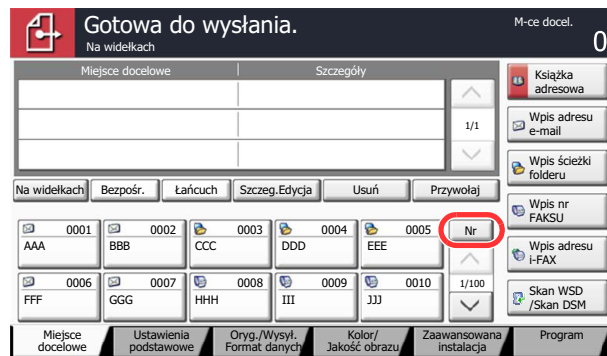 Gotowa do wysłania.
Na widełkach
M-ce docel.
0
Miejsce docelowe Szczegóły
1/1
Książka
adresowa
Wpis adresu
e-mail
Wpis ścieżki
folderu
Wpis nr
FAKSU
Wpis adresu
i-FAX
Skan WSD
/Skan DSM
Na widełkach Bezpośr. Łańcuch Szczeg.Edycja Usuń Przywołaj
0001 0002 0003 0004 0005 Nr
AAA BBB CCC DDD EEE
0006 0007 0008 0009 0010 1/100
FFF GGG HHH III JJJ
Miejsce
docelowe
Ustawienia
podstawowe
Oryg./Wysył.
Format danych
Kolor/
Jakość obrazu
Zaawansowana
instalacja
Program